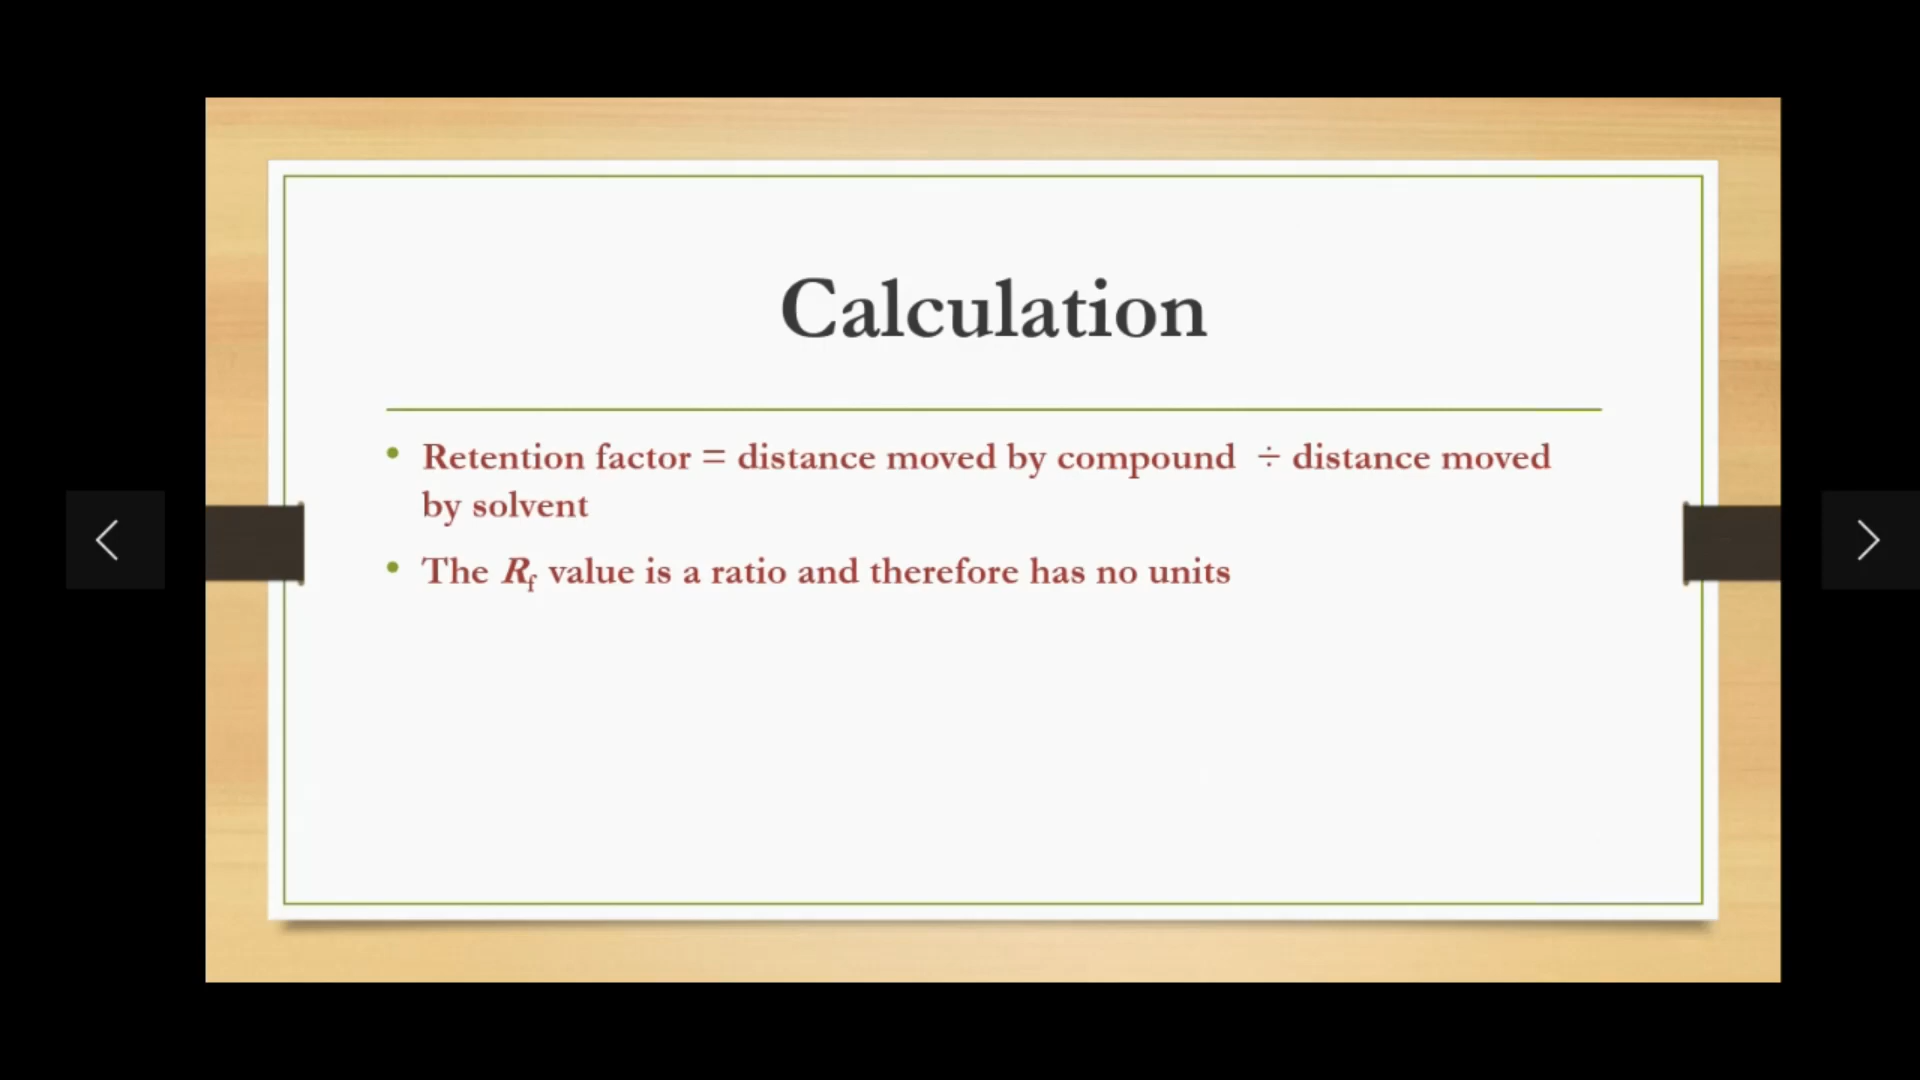 Calculation
• Retention factor = distance moved by compound ÷ distance moved
by solvent
• The Rf value is a ratio and therefore has no units